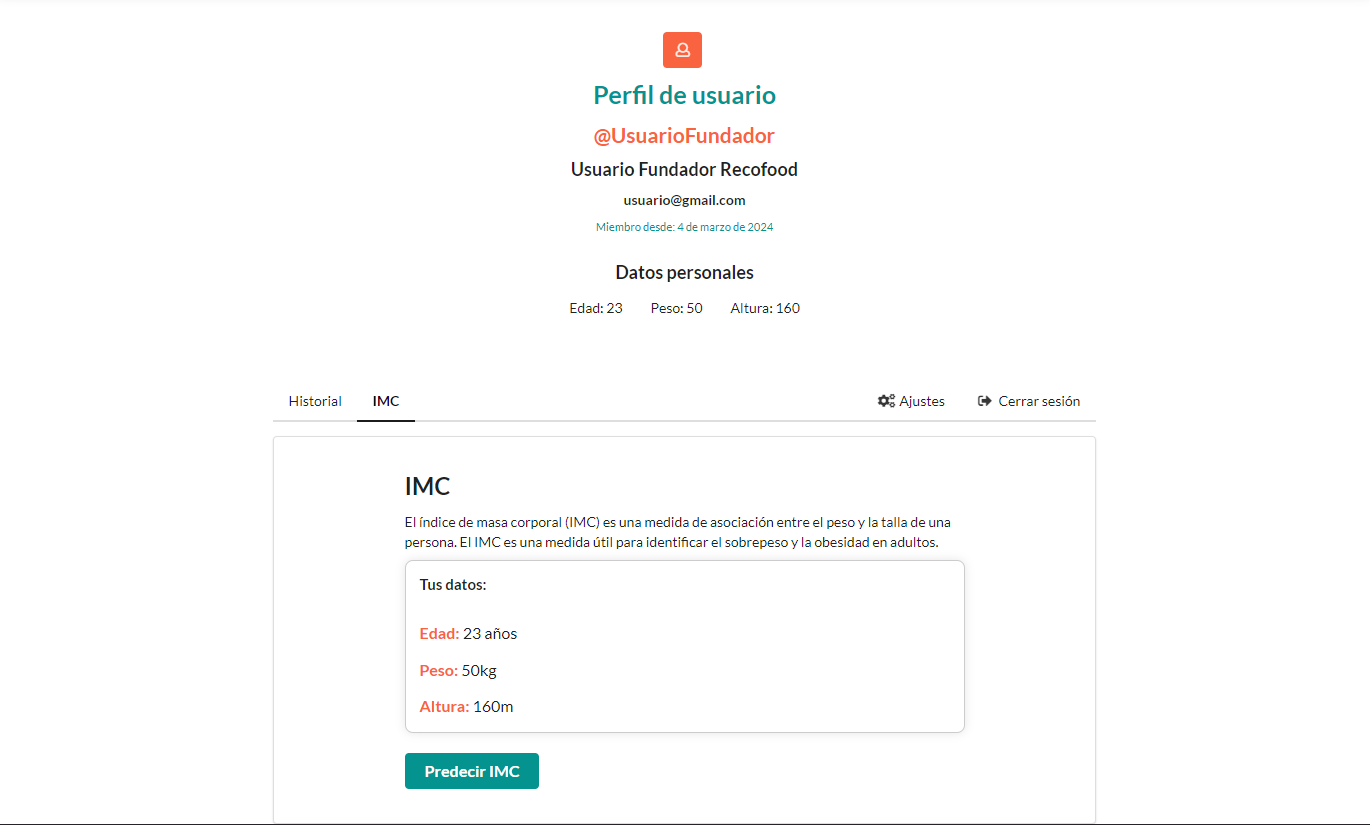 Perfil de usuario
@UsuarioFundador
Usuario Fundador Recofood
usuario@gmail.com
Miembro desde: 4 de marzo de 2024
Datos personales
Edad: 23 Peso: 50 Altura: 160
Historial IMC Ajustes Cerrar sesión
IMC
El índice de masa corporal (IMC) es una medida de asociación entre el peso y la talla de una
persona. El IMC es una medida útil para identificar el sobrepeso y la obesidad en adultos.
Tus datos:
Edad: 23 años
Peso: 50kg
Altura: 160m
Predecir IMC